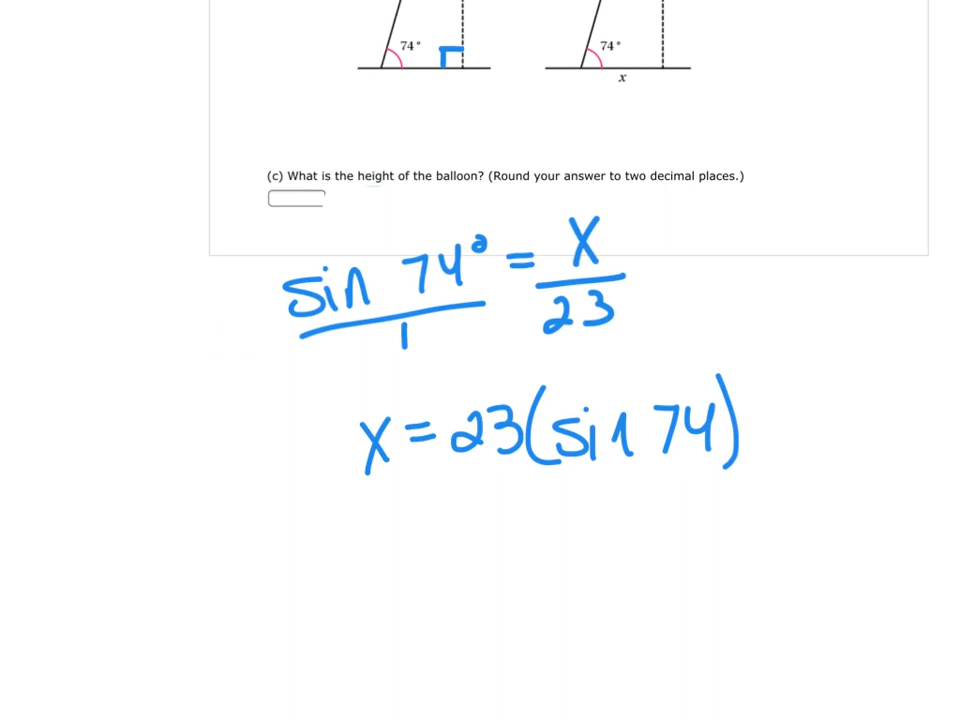 74° 74°
x
(c) What is the height of the balloon? (Round your answer to two decimal places.)
sin 74° = x
1 23
x = 23(sin 74)